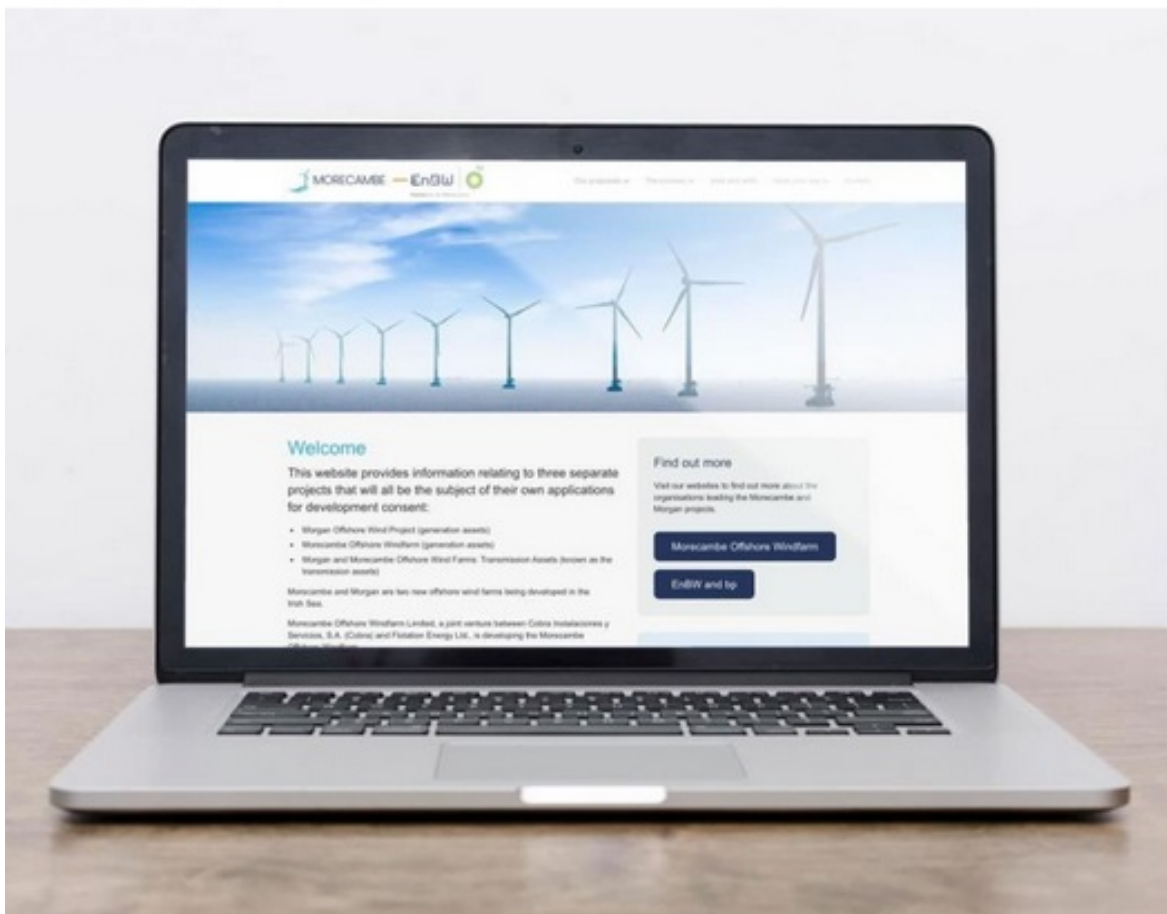 MORECAMBE
EnBW
Our proposals
Welcome
This website provides information relating to three separate
projects that will all be the subject of their own applications
for development consent:
• Morgan Offshore Wind Project (generation assets)
• Morecambe Offshore Windfarm (generation assets)
• Morgan and Morecambe Offshore Wind Farms: Transmission Assets (known as the
transmission assets)
Morecambe and Morgan are two new offshore wind farms being developed in the
Irish Sea.
Morecambe Offshore Windfarm Limited, a joint venture between Cobra Instalaciones y
Servicios, S.A. (Cobra) and Flotation Energy Ltd., is developing the Morecambe
Offshore Windfarm
Find out more
Visit our websites to find out more about the
organisations leading the Morecambe and
Morgan projects.
Morecambe Offshore Windfarm
EnBW and bp